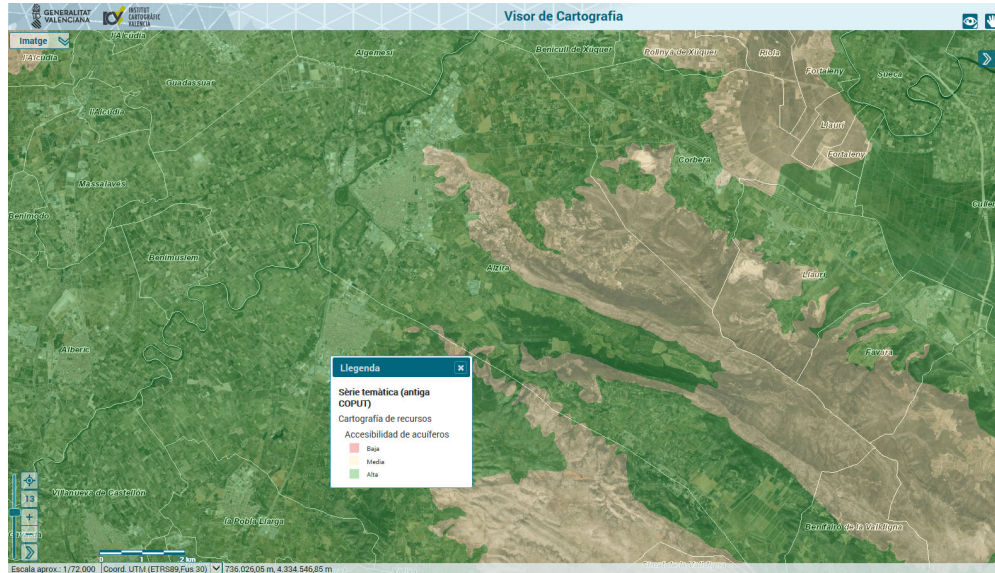 GENERALITAT
VALENCIANA
INSTITUT
CARTOGRÀFIC
VALENCIÀ
Visor de Cartografia
Imatge
l'Alcúdia
l'Alcúdia
Algemesí
Benicull de Xúquer
Polinyà de Xúquer
Riola
Fortaleny
Sueca
Guadassuar
l'Alcúdia
Llaurí
Fortaleny
Corbera
Massalavés
Benimodo
Benimuslem
Alzira
Llaurí
Alberic
Favara
Llegenda
Sèrie temàtica (antiga
COPUT)
Cartografía de recursos
Accesibilidad de acuíferos
Baja
Media
Alta
13
Villanueva de Castellón
la Pobla Llarga
Benifairó de la Valldigna
0 1 2 km
Escala aprox.: 1/72.000 Coord. UTM (ETRS89,Fus 30) 736.026,05 m, 4.334.546,85 m